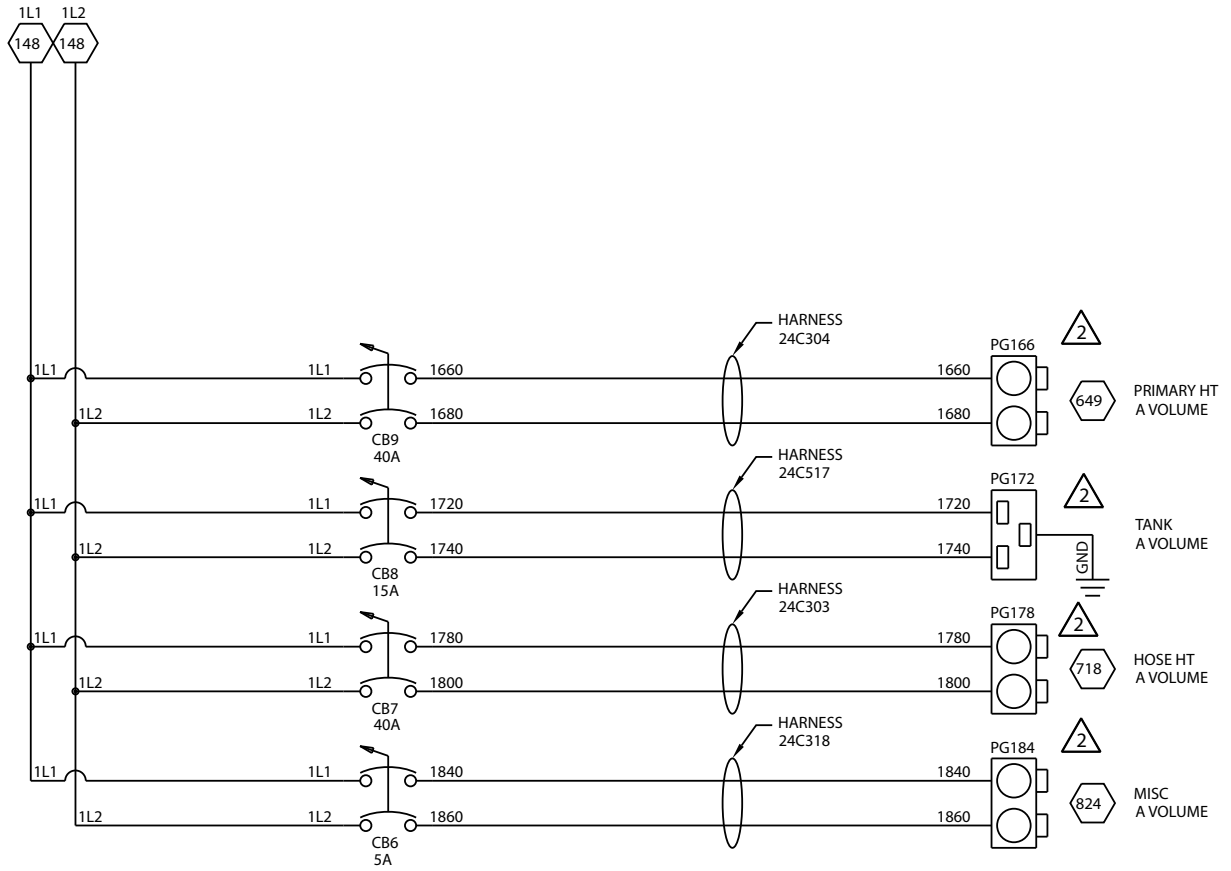 1L1 1L2
148 148
HARNESS
24C304
PG166
2
1L1 1L1 1660 1660
649
PRIMARY HT
A VOLUME
1L2 1L2 1680 1680
CB9
40A
HARNESS
24C517
PG172
2
1L1 1L1 1720 1720
TANK
A VOLUME
1L2 1L2 1740 1740
GND
CB8
15A
HARNESS
24C303
PG178
2
1L1 1L1 1780 1780
718
HOSE HT
A VOLUME
1L2 1L2 1800 1800
CB7
40A
HARNESS
24C318
PG184
2
1L1 1L1 1840 1840
824
MISC
A VOLUME
1L2 1L2 1860 1860
CB6
5A